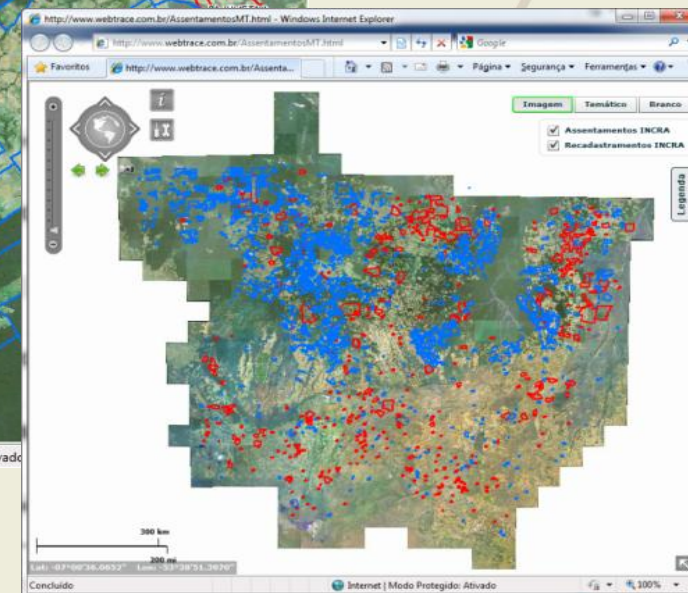 http://www.webtrace.com.br/AssentamentosMT.html - Windows Internet Explorer
http://www.webtrace.com.br/AssentamentosMT.html
Google
Favoritos
http://www.webtrace.com.br/Assenta...
Página
Segurança
Ferramentas
Imagem
Temático
Branco
Assentamentos INCRA
Recadastramentos INCRA
Legenda
300 km
200 mi
Concluído
Internet | Modo Protegido: Ativado
100%